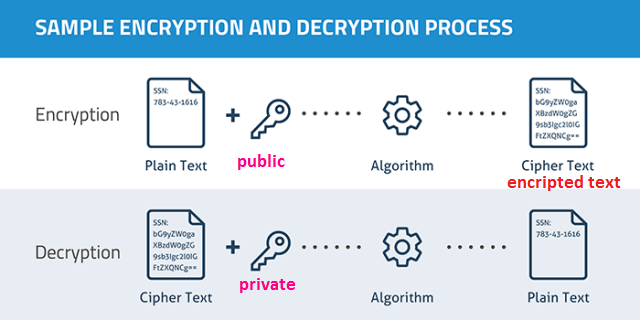 SAMPLE ENCRYPTION AND DECRYPTION PROCESS
Encryption
SSN:
783-43-1616
+
Plain Text
public
Algorithm
SSN:
bG9yZW0ga
XBzdW0gZG
9sb3Igc2l0IG
FtZXQNCg==
Cipher Text
encripted text
Decryption
SSN:
bG9yZW0ga
XBzdW0gZG
9sb3Igc2l0IG
FtZXQNCg==
+
Cipher Text
private
Algorithm
SSN:
783-43-1616
Plain Text